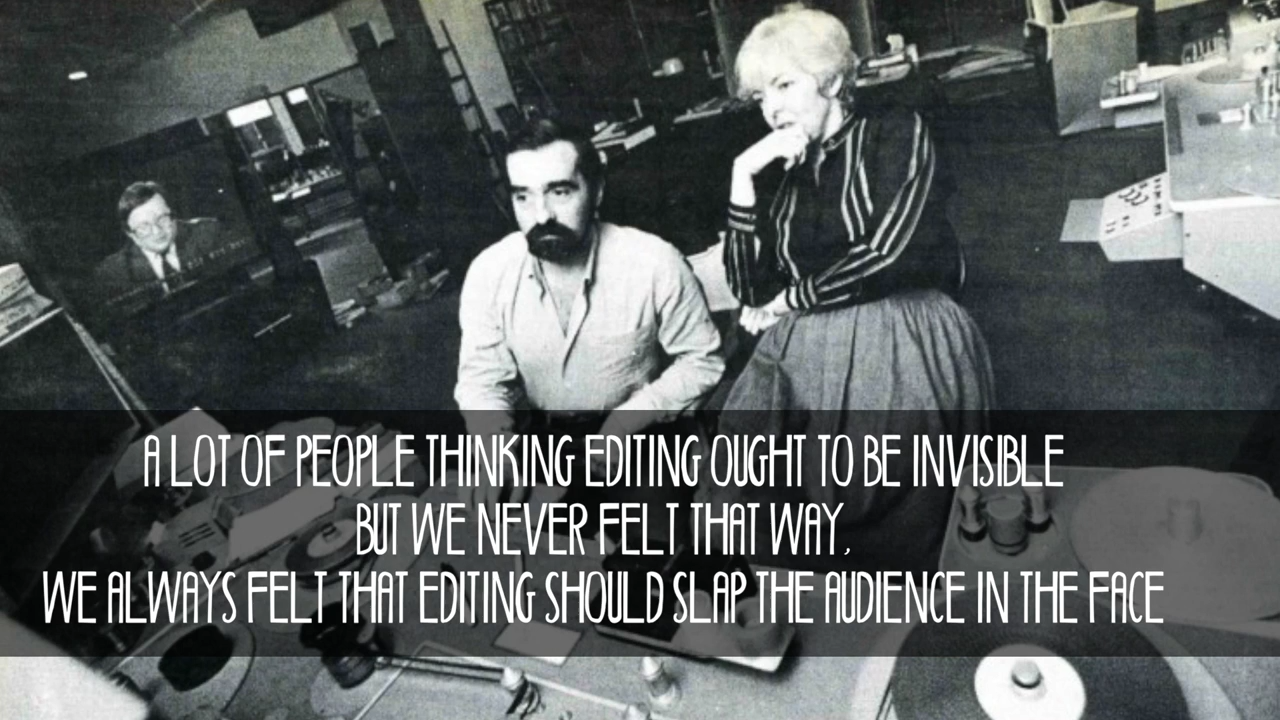 A LOT OF PEOPLE THINKING EDITING OUGHT TO BE INVISIBLE
BUT WE NEVER FELT THAT WAY,
WE ALWAYS FELT THAT EDITING SHOULD SLAP THE AUDIENCE IN THE FACE